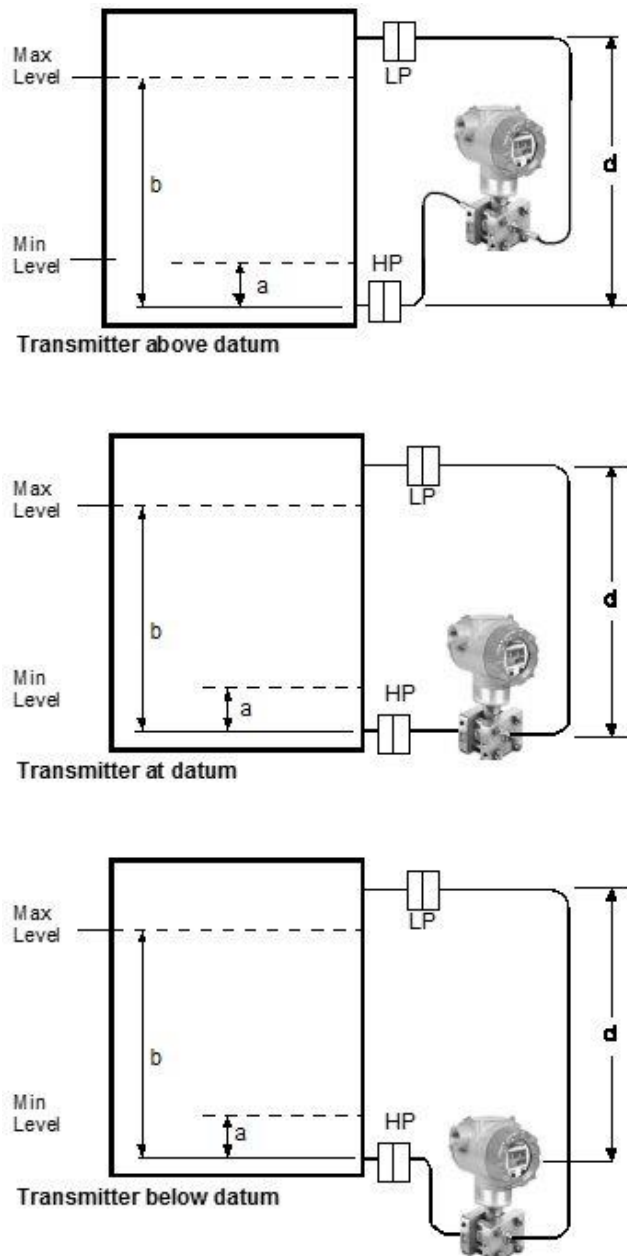 Max
Level
LP
b
d
Min
Level
a
HP
Transmitter above datum
Max
Level
LP
b
d
Min
Level
a
HP
Transmitter at datum
Max
Level
LP
b
d
Min
Level
a
HP
Transmitter below datum